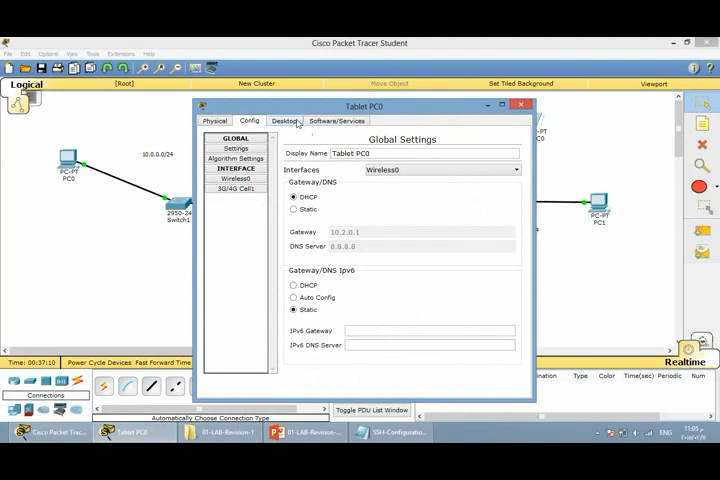 Cisco Packet Tracer Student
File Edit Options View Tools Extensions Help
Logical [Root] New Cluster Move Object Set Tiled Background Viewport
Tablet PC0
Physical Config Desktop Software/Services
GLOBAL
Settings
Algorithm Settings
INTERFACE
Wireless0
3G/4G Cell1
Global Settings
Display Name Tablet PC0
Interfaces Wireless0
Gateway/DNS
DHCP
Static
Gateway 10.2.0.1
DNS Server 8.8.8.8
Gateway/DNS Ipv6
DHCP
Auto Config
Static
IPv6 Gateway
IPv6 DNS Server
10.0.0.0/24
PC-PT
PC0
2950-24
Switch1
PC-PT
PC1
Time: 00:37:10 Power Cycle Devices Fast Forward Time
Realtime
Connections
Automatically Choose Connection Type
Toggle PDU List Window
Type Color Time(sec) Periodic Num
Cisco Packet Trac...
Tablet PC0
01-LAB-Revision-1
01-LAB-Revision-...
SSH-Configuratio...
ENG
11:05 م